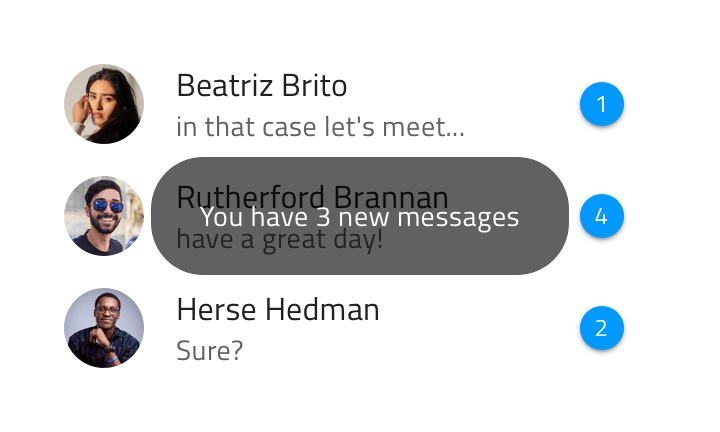 Beatriz Brito
in that case let's meet...
1
Rutherford Brannan
You have 3 new messages
have a great day!
4
Herse Hedman
Sure?
2